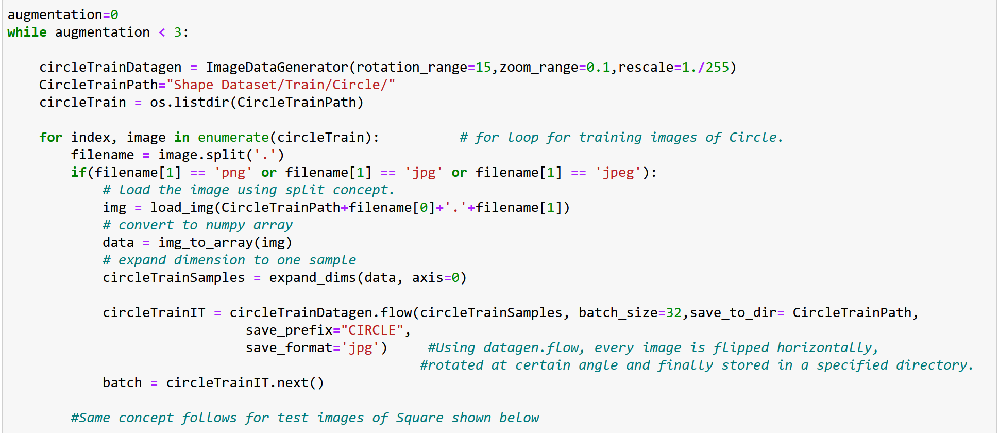 augmentation=0
while augmentation < 3:
circleTrainDatagen = ImageDataGenerator(rotation_range=15,zoom_range=0.1,rescale=1./255)
CircleTrainPath="Shape Dataset/Train/Circle/"
circleTrain = os.listdir(CircleTrainPath)
for index, image in enumerate(circleTrain): # for loop for training images of Circle.
filename = image.split('.')
if(filename[1] == 'png' or filename[1] == 'jpg' or filename[1] == 'jpeg'):
# load the image using split concept.
img = load_img(CircleTrainPath+filename[0]+'.'+filename[1])
# convert to numpy array
data = img_to_array(img)
# expand dimension to one sample
circleTrainSamples = expand_dims(data, axis=0)
circleTrainIT = circleTrainDatagen.flow(circleTrainSamples, batch_size=32,save_to_dir= CircleTrainPath,
save_prefix="CIRCLE",
save_format='jpg') #Using datagen.flow, every image is flipped horizontally,
#rotated at certain angle and finally stored in a specified directory.
batch = circleTrainIT.next()
#Same concept follows for test images of Square shown below